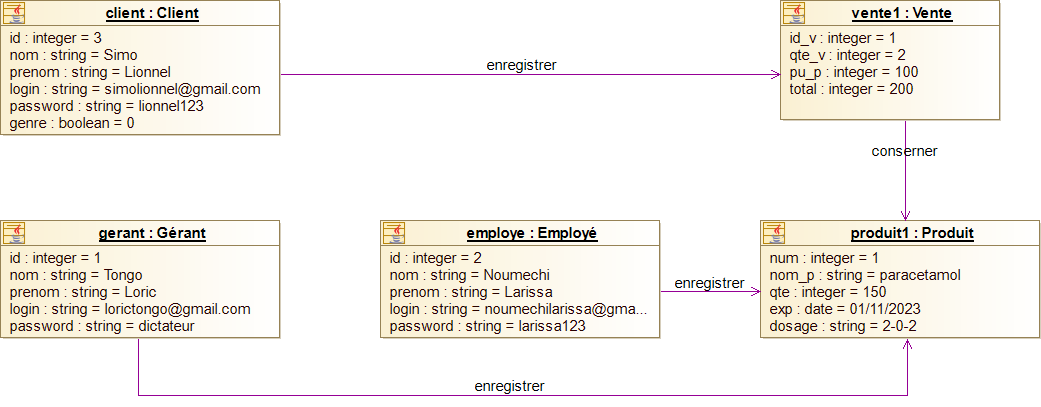 client : Client
id : integer = 3
nom : string = Simo
prenom : string = Lionnel
login : string = simolionnel@gmail.com
password : string = lionnel123
genre : boolean = 0
enregistrer
vente1 : Vente
id_v : integer = 1
qte_v : integer = 2
pu_p : integer = 100
total : integer = 200
conserner
gerant : Gérant
id : integer = 1
nom : string = Tongo
prenom : string = Loric
login : string = lorictongo@gmail.com
password : string = dictateur
employe : Employé
id : integer = 2
nom : string = Noumechi
prenom : string = Larissa
login : string = noumechilarissa@gma...
password : string = larissa123
enregistrer
produit1 : Produit
num : integer = 1
nom_p : string = paracetamol
qte : integer = 150
exp : date = 01/11/2023
dosage : string = 2-0-2
enregistrer